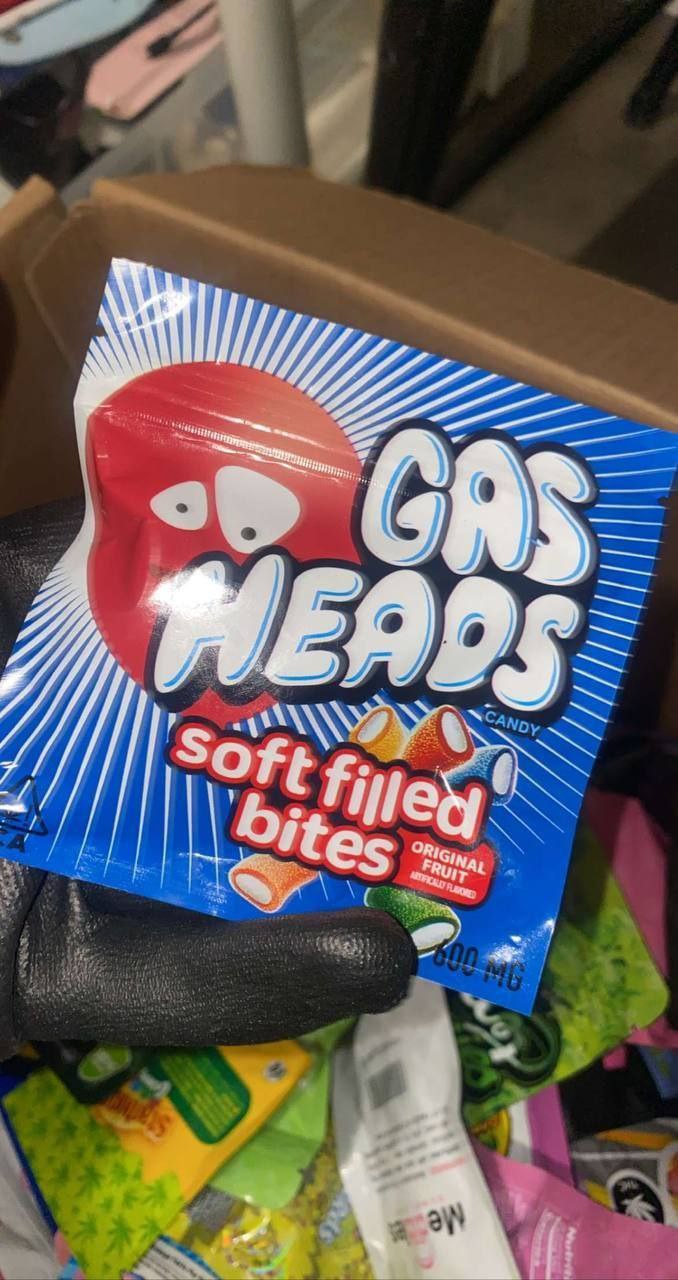 GAS
HEADS
CANDY
soft filled
bites
ORIGINAL
FRUIT
ARTIFICIALLY FLAVORED
600 MG